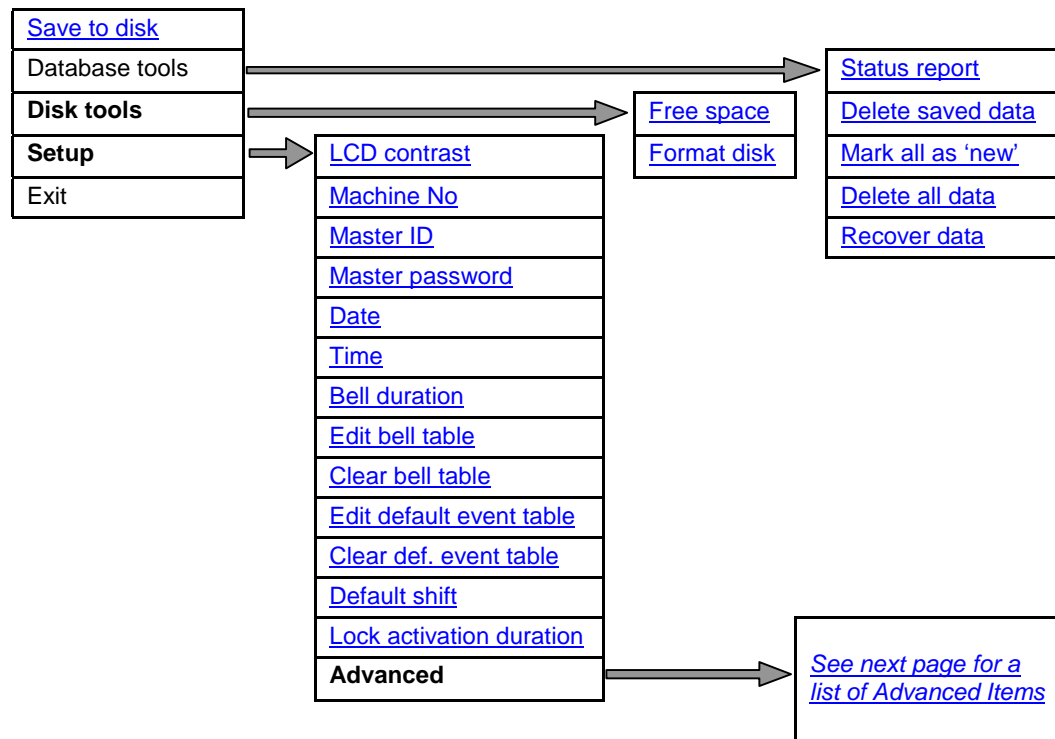 Save to disk
Database tools
Disk tools
Setup
Exit
Status report
Delete saved data
Mark all as ‘new’
Delete all data
Recover data
Free space
Format disk
LCD contrast
Machine No
Master ID
Master password
Date
Time
Bell duration
Edit bell table
Clear bell table
Edit default event table
Clear def. event table
Default shift
Lock activation duration
Advanced
See next page for a
list of Advanced Items